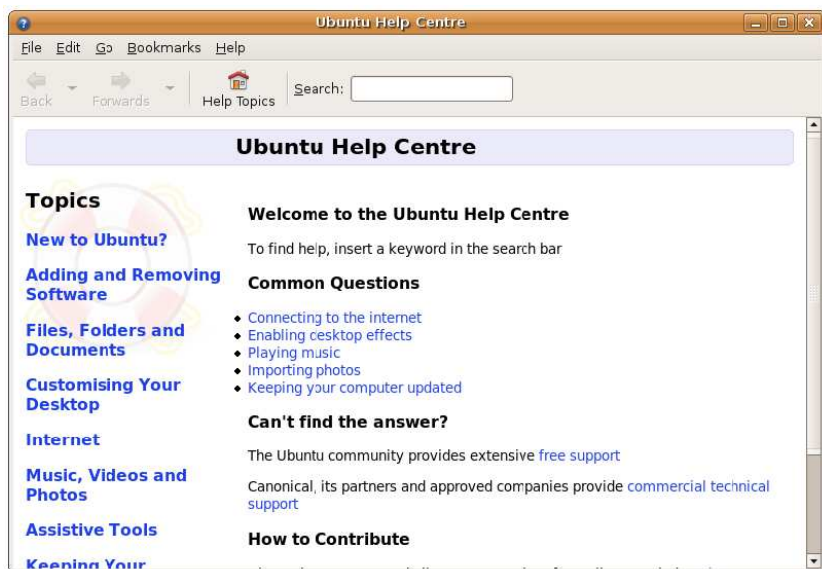 Ubuntu Help Centre
File Edit Go Bookmarks Help
Back Forwards Help Topics Search:
Ubuntu Help Centre
Topics
New to Ubuntu?
Adding and Removing
Software
Files, Folders and
Documents
Customising Your
Desktop
Internet
Music, Videos and
Photos
Assistive Tools
Keeping Your
Welcome to the Ubuntu Help Centre
To find help, insert a keyword in the search bar
Common Questions
Connecting to the internet
Enabling cesktop effects
Playing music
Importing photos
Keeping your computer updated
Can't find the answer?
The Ubuntu community provides extensive free support
Canonical, its partners and approved companies provide commercial technical
support
How to Contribute